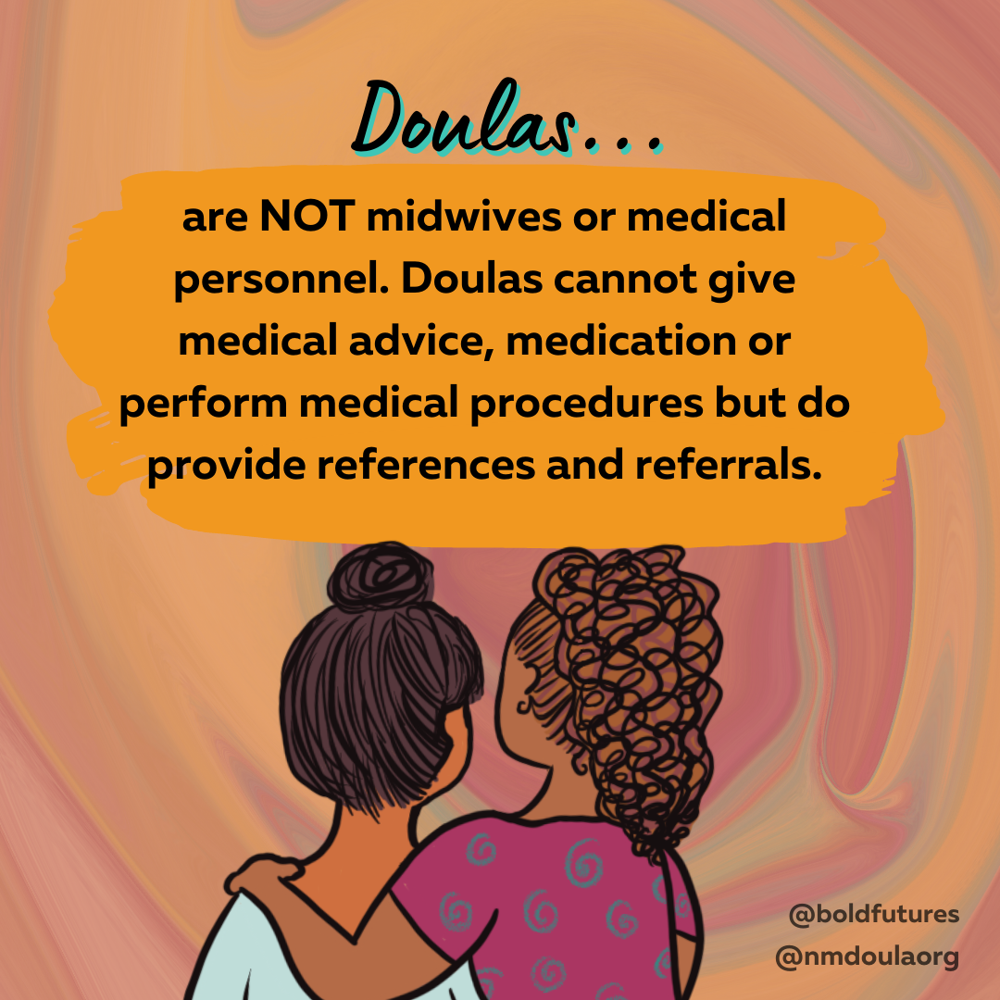 Doulas...
are NOT midwives or medical
personnel. Doulas cannot give
medical advice, medication or
perform medical procedures but do
provide references and referrals.
@boldfutures
@nmdoulaorg